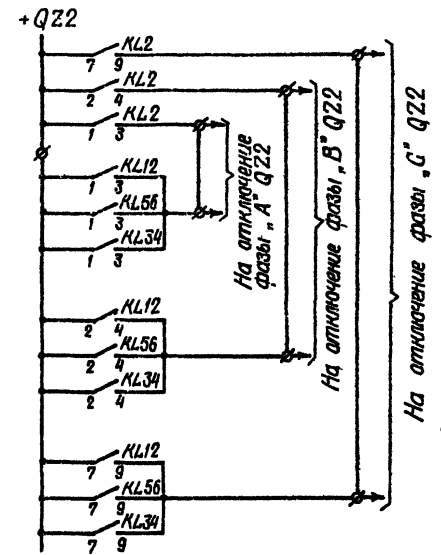 +QZ2
KL2
7 9
KL2
2 4
KL2
1 3
KL12
1 3
KL56
1 3
KL34
1 3
KL12
2 4
KL56
2 4
KL34
2 4
KL12
7 9
KL56
7 9
KL34
7 9
На отключение
фазы „А" QZ2
На отключение фазы „В" QZ2
На отключение фазы „С" QZ2